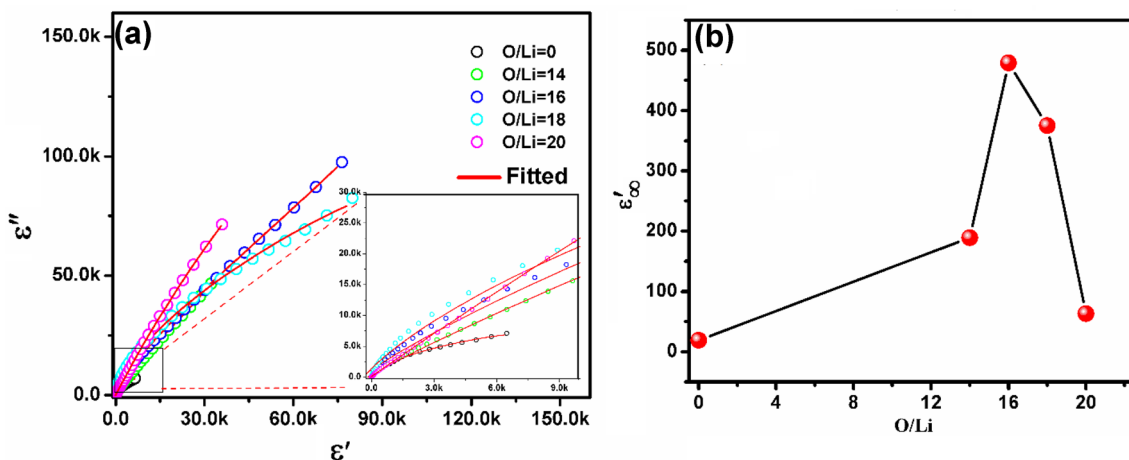 (a)
150.0k
100.0k
50.0k
0.0
0.0
30.0k
60.0k
90.0k
120.0k
150.0k
ε''
ε'
O/Li=0
O/Li=14
O/Li=16
O/Li=18
O/Li=20
Fitted
30.0k
25.0k
20.0k
15.0k
10.0k
5.0k
0.0
0.0
3.0k
6.0k
9.0k
(b)
500
400
300
200
100
0
0
4
8
12
16
20
ε'∞
O/Li